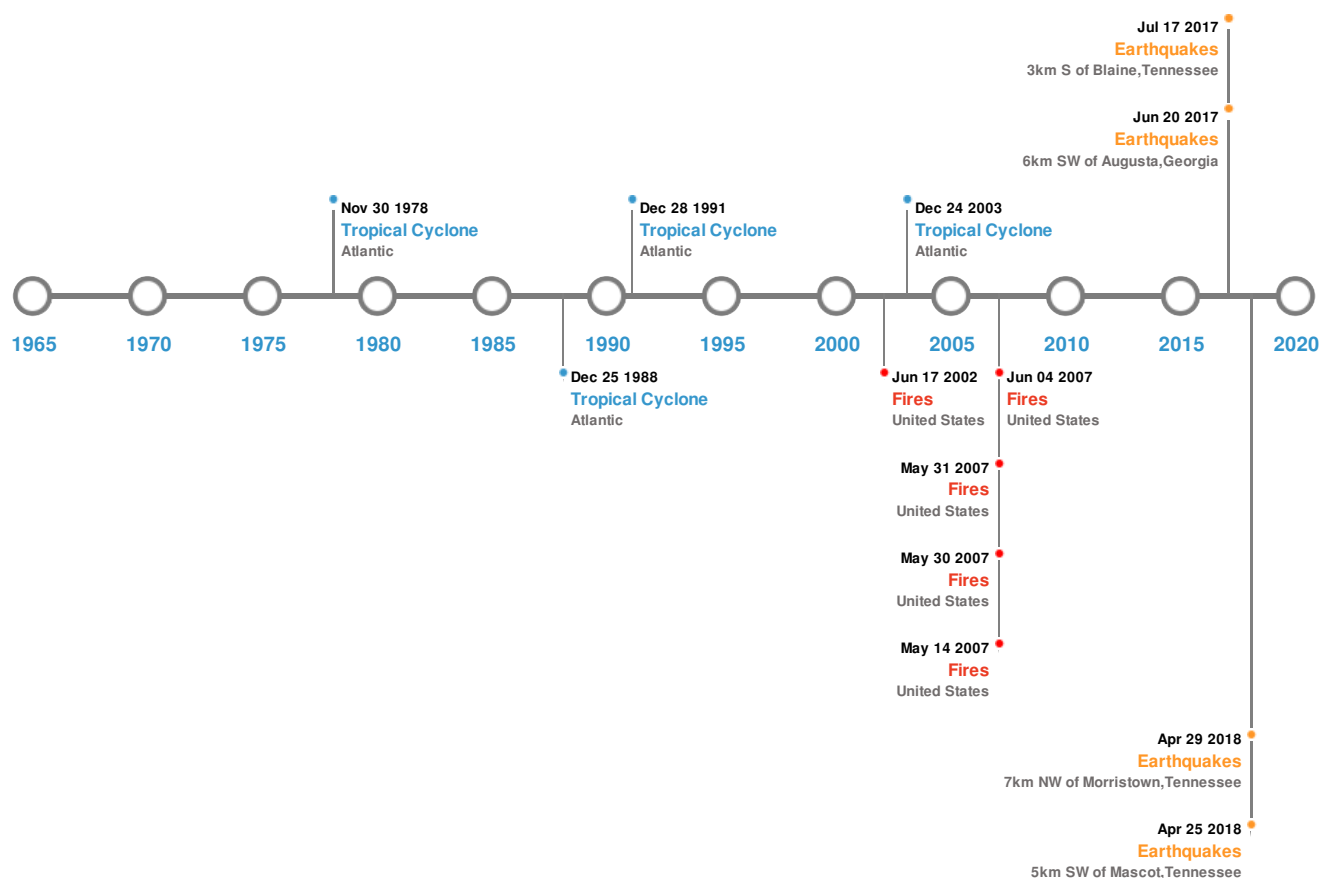 Jul 17 2017
Earthquakes
3km S of Blaine,Tennessee
Jun 20 2017
Earthquakes
6km SW of Augusta,Georgia
Nov 30 1978
Tropical Cyclone
Atlantic
Dec 28 1991
Tropical Cyclone
Atlantic
Dec 24 2003
Tropical Cyclone
Atlantic
1965 1970 1975 1980 1985 1990 1995 2000 2005 2010 2015 2020
Dec 25 1988
Tropical Cyclone
Atlantic
Jun 17 2002
Fires
United States
Jun 04 2007
Fires
United States
May 31 2007
Fires
United States
May 30 2007
Fires
United States
May 14 2007
Fires
United States
Apr 29 2018
Earthquakes
7km NW of Morristown,Tennessee
Apr 25 2018
Earthquakes
5km SW of Mascot,Tennessee